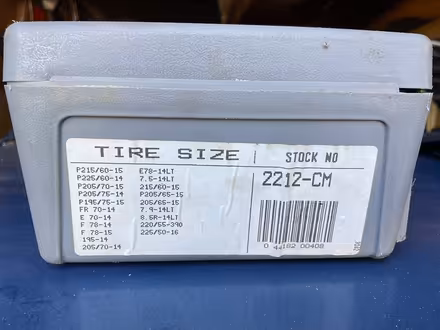 TIRE SIZE
STOCK NO
P215/60-15 E78-14LT
P225/60-14 7.5-14LT
P205/70-15 215/60-15
P205/75-14 P205/65-15
P195/75-15 205/65-15
FR 70-14 7.9-14LT
E 70-14 8.5R-14LT
F 78-14 220/55-390
F 78-15 225/50-16
195-14
205/70-14
2212-CM
0 44182 00408